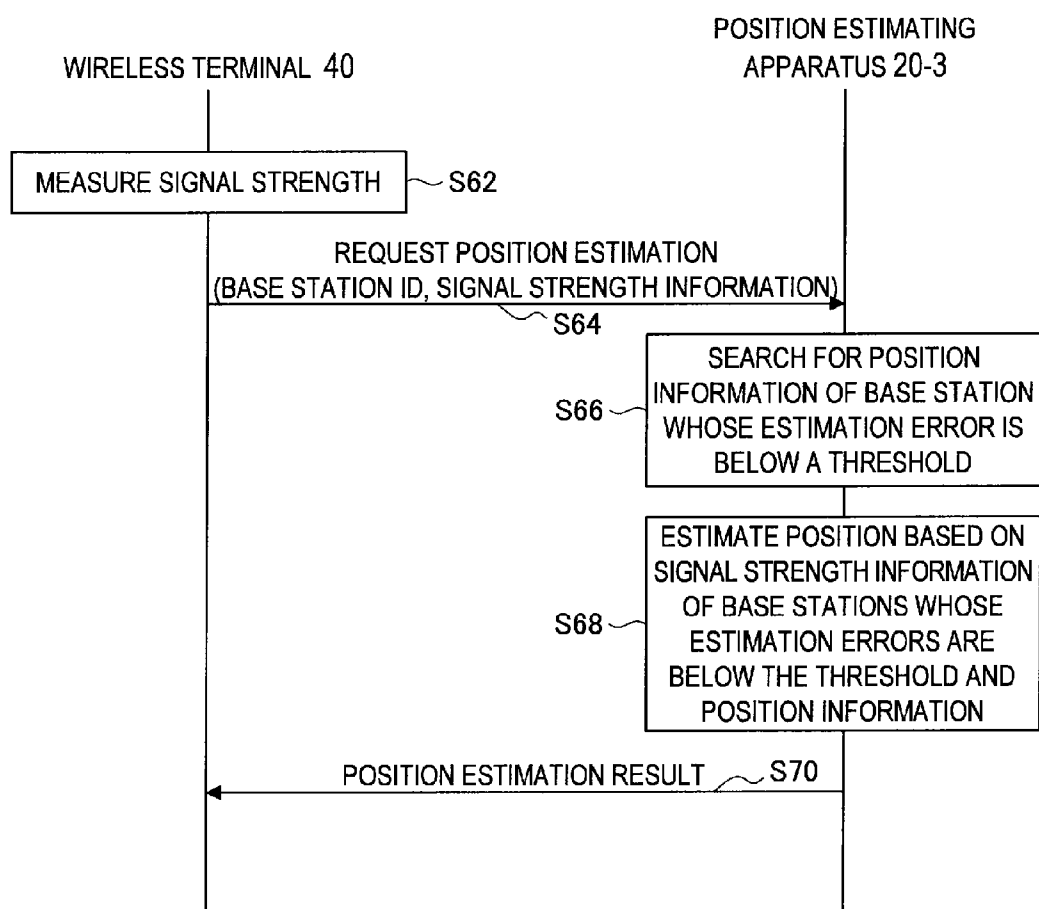 WIRELESS TERMINAL 40
POSITION ESTIMATING
APPARATUS 20-3
MEASURE SIGNAL STRENGTH
S62
REQUEST POSITION ESTIMATION
(BASE STATION ID, SIGNAL STRENGTH INFORMATION)
S64
SEARCH FOR POSITION
INFORMATION OF BASE STATION
WHOSE ESTIMATION ERROR IS
BELOW A THRESHOLD
S66
ESTIMATE POSITION BASED ON
SIGNAL STRENGTH INFORMATION
OF BASE STATIONS WHOSE
ESTIMATION ERRORS ARE
BELOW THE THRESHOLD AND
POSITION INFORMATION
S68
POSITION ESTIMATION RESULT
S70